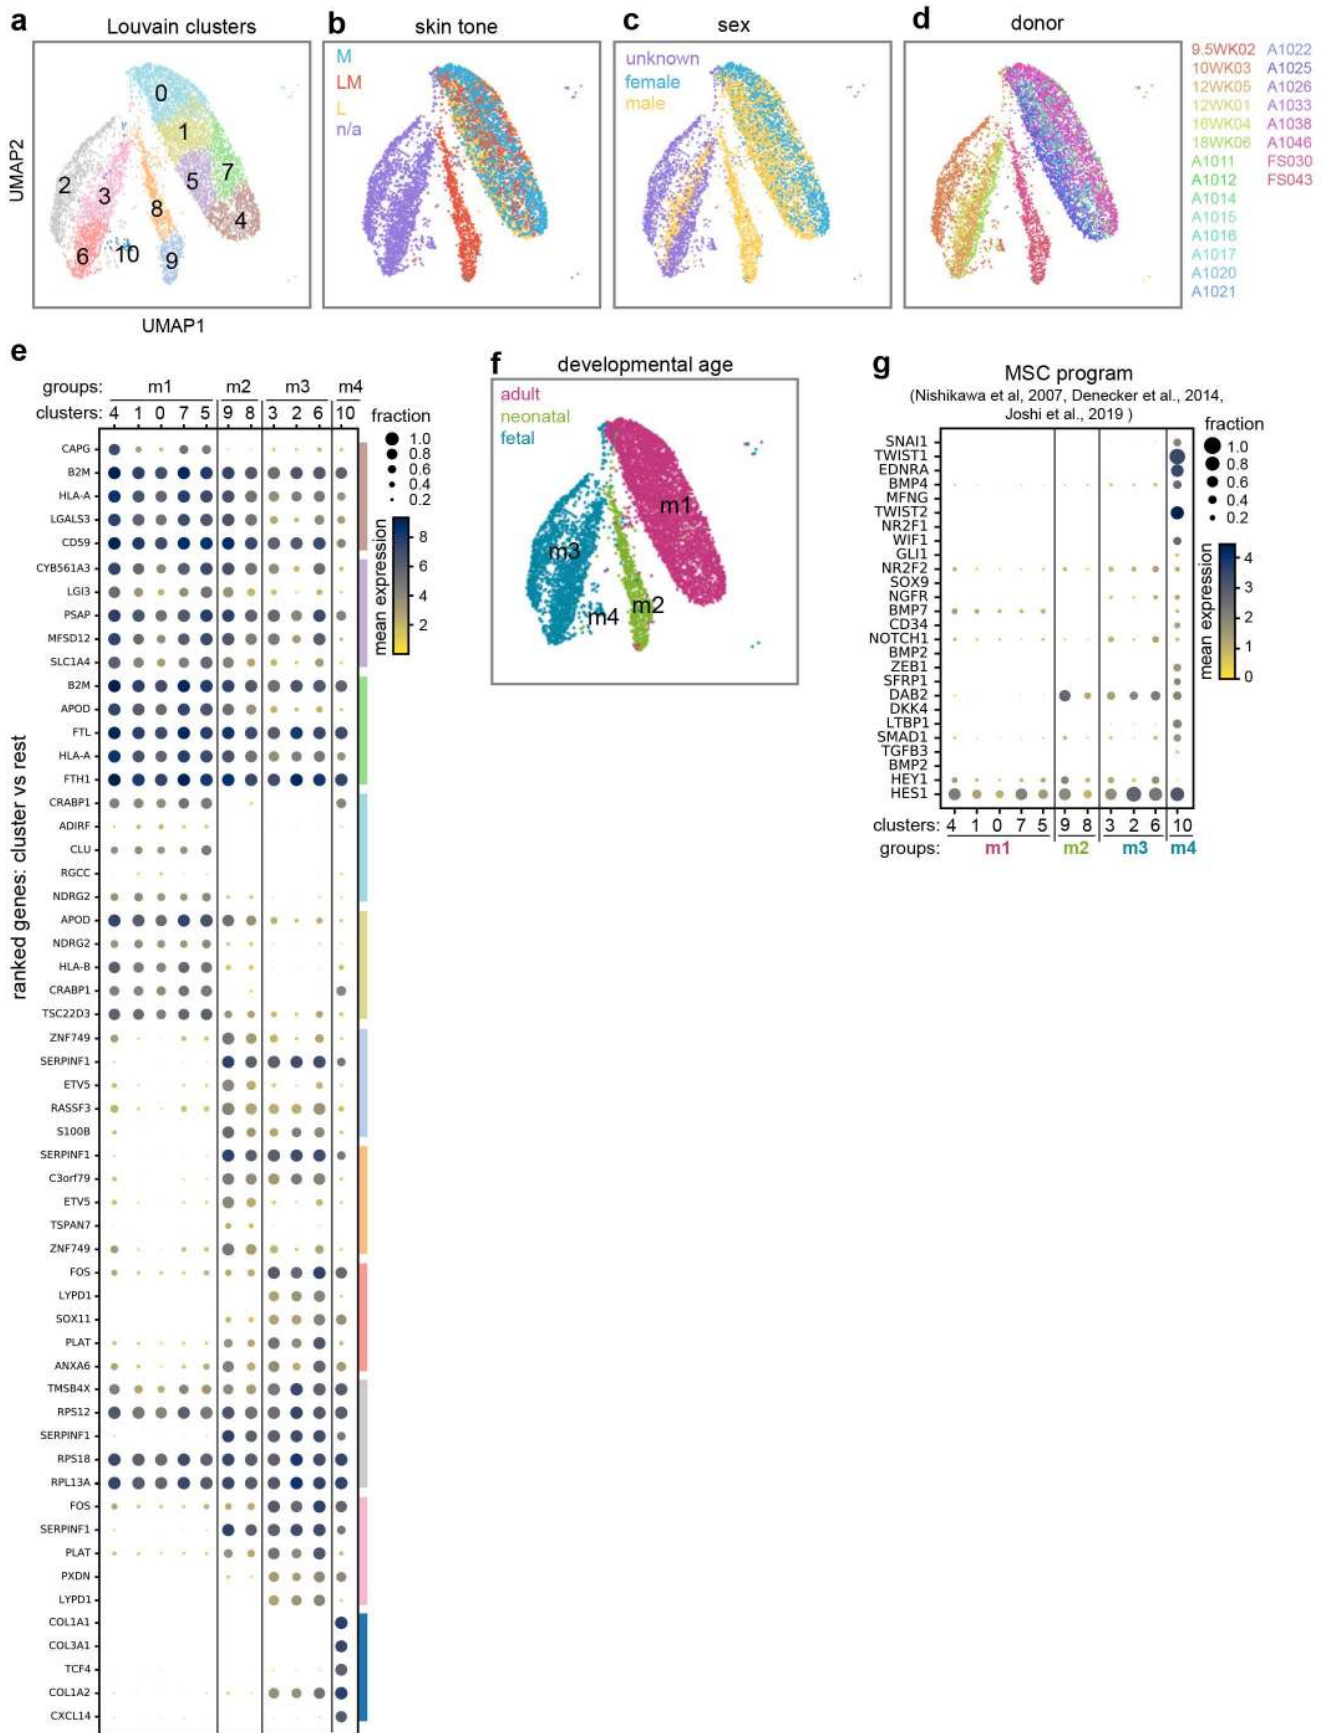 a
Louvain clusters
0
1
2
3
5
7
8
4
6
10
9
UMAP2
UMAP1
b
skin tone
M
LM
L
n/a
c
sex
unknown
female
male
d
donor
9.5WK02 A1022
10WK03 A1025
12WK05 A1026
12WK01 A1033
16WK04 A1038
18WK06 A1046
A1011 FS030
A1012 FS043
A1014
A1015
A1016
A1017
A1020
A1021
e
groups: m1 m2 m3 m4
clusters: 4 1 0 7 5 9 8 3 2 6 10
ranked genes: cluster vs rest
CAPG
B2M
HLA-A
LGALS3
CD59
CYB561A3
LGI3
PSAP
MFSD12
SLC1A4
B2M
APOD
FTL
HLA-A
FTH1
CRABP1
ADIRF
CLU
RGCC
NDRG2
APOD
NDRG2
HLA-B
CRABP1
TSC22D3
ZNF749
SERPINF1
ETV5
RASSF3
S100B
SERPINF1
C3orf79
ETV5
TSPAN7
ZNF749
FOS
LYPD1
SOX11
PLAT
ANXA6
TMSB4X
RPS12
SERPINF1
RPS18
RPL13A
FOS
SERPINF1
PLAT
PXDN
LYPD1
COL1A1
COL3A1
TCF4
COL1A2
CXCL14
fraction
1.0
0.8
0.6
0.4
0.2
mean expression
8
6
4
2
f
developmental age
adult
neonatal
fetal
m1
m3
m2
m4
g
MSC program
(Nishikawa et al, 2007, Denecker et al., 2014,
Joshi et al., 2019 )
SNAI1
TWIST1
EDNRA
BMP4
MFNG
TWIST2
NR2F1
WIF1
GLI1
NR2F2
SOX9
NGFR
BMP7
CD34
NOTCH1
BMP2
ZEB1
SFRP1
DAB2
DKK4
LTBP1
SMAD1
TGFB3
BMP2
HEY1
HES1
clusters: 4 1 0 7 5 9 8 3 2 6 10
groups: m1 m2 m3 m4
fraction
1.0
0.8
0.6
0.4
0.2
mean expression
4
3
2
1
0